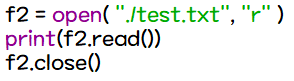 f2 = open( "./test.txt", "r" )
print(f2.read())
f2.close()